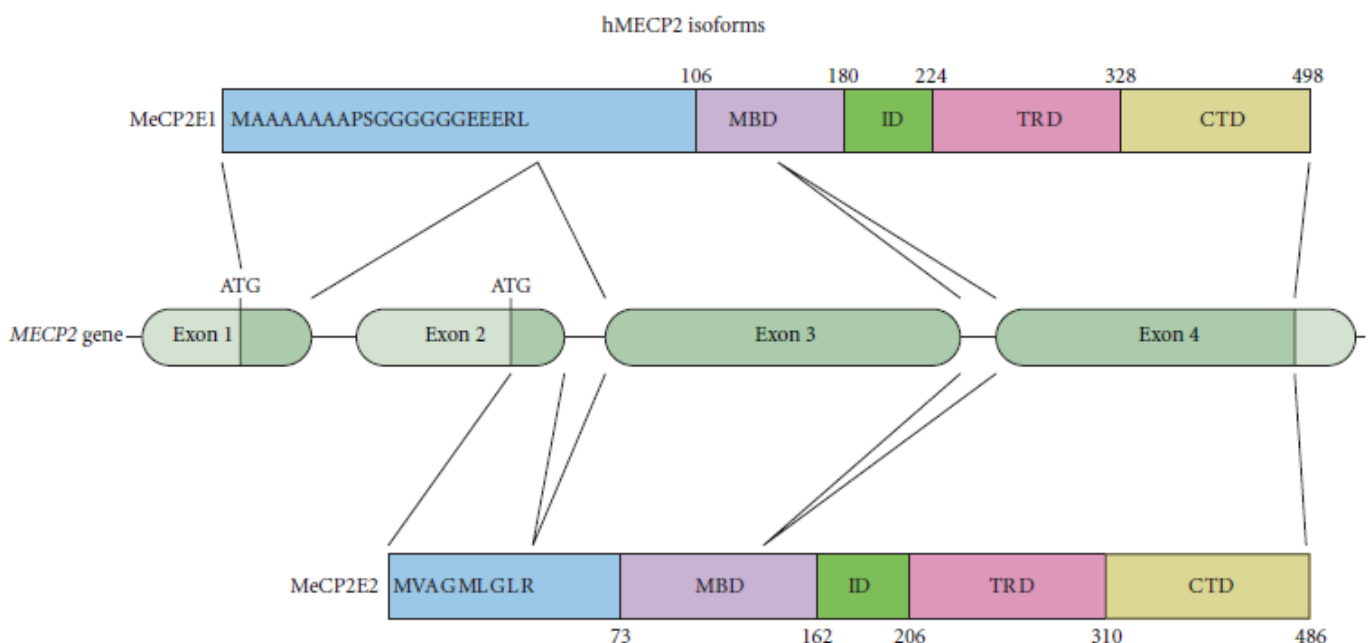 hMECP2 isoforms
106 180 224 328 498
MeCP2E1 MAAAAAAAPSGGGGGGEEERL MBD ID TRD CTD
ATG ATG
MECP2 gene Exon 1 Exon 2 Exon 3 Exon 4
MeCP2E2 MVAGMLGLR MBD ID TRD CTD
73 162 206 310 486